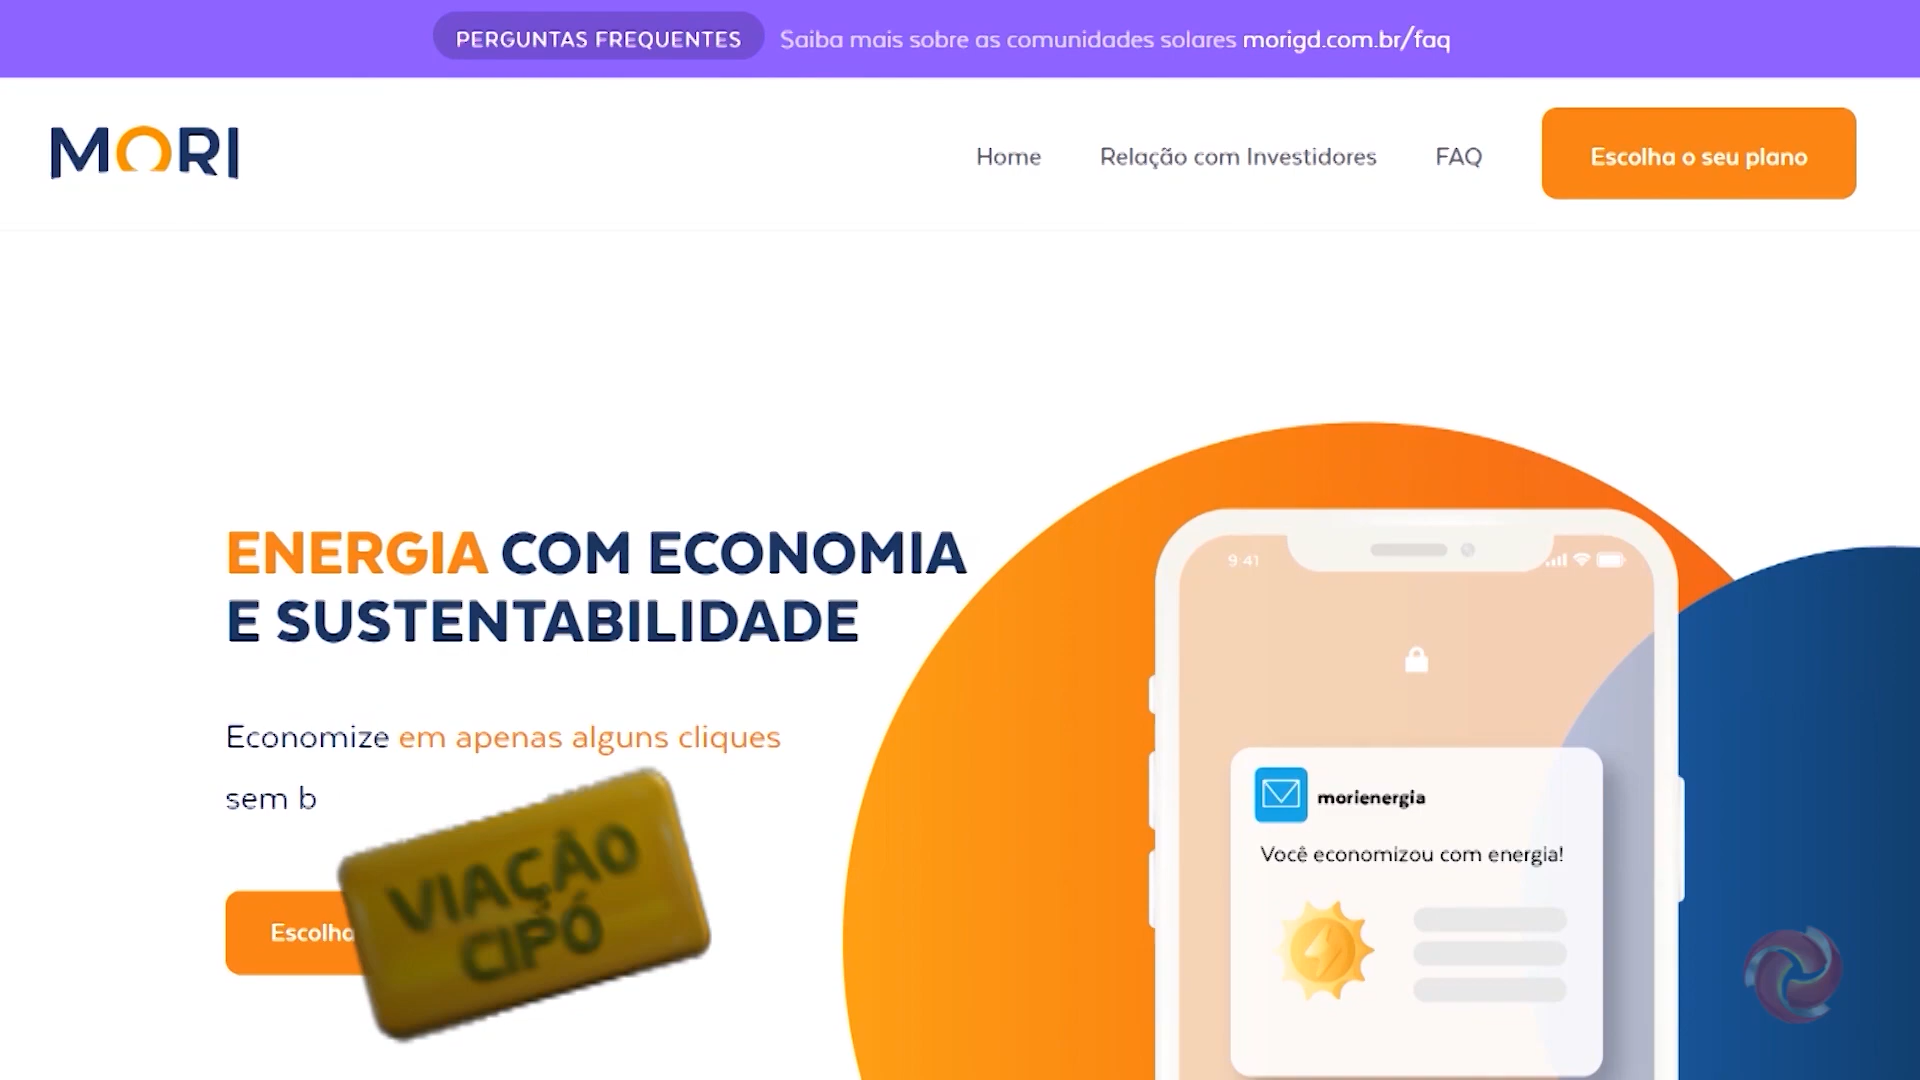 PERGUNTAS FREQUENTES Saiba mais sobre as comunidades solares morigd.com.br/faq
MORI
Home Relação com Investidores FAQ Escolha o seu plano
ENERGIA COM ECONOMIA
E SUSTENTABILIDADE
Economize em apenas alguns cliques
sem b
Escolha
VIAÇÃO
CIPÓ
9:41
morienergia
Você economizou com energia!